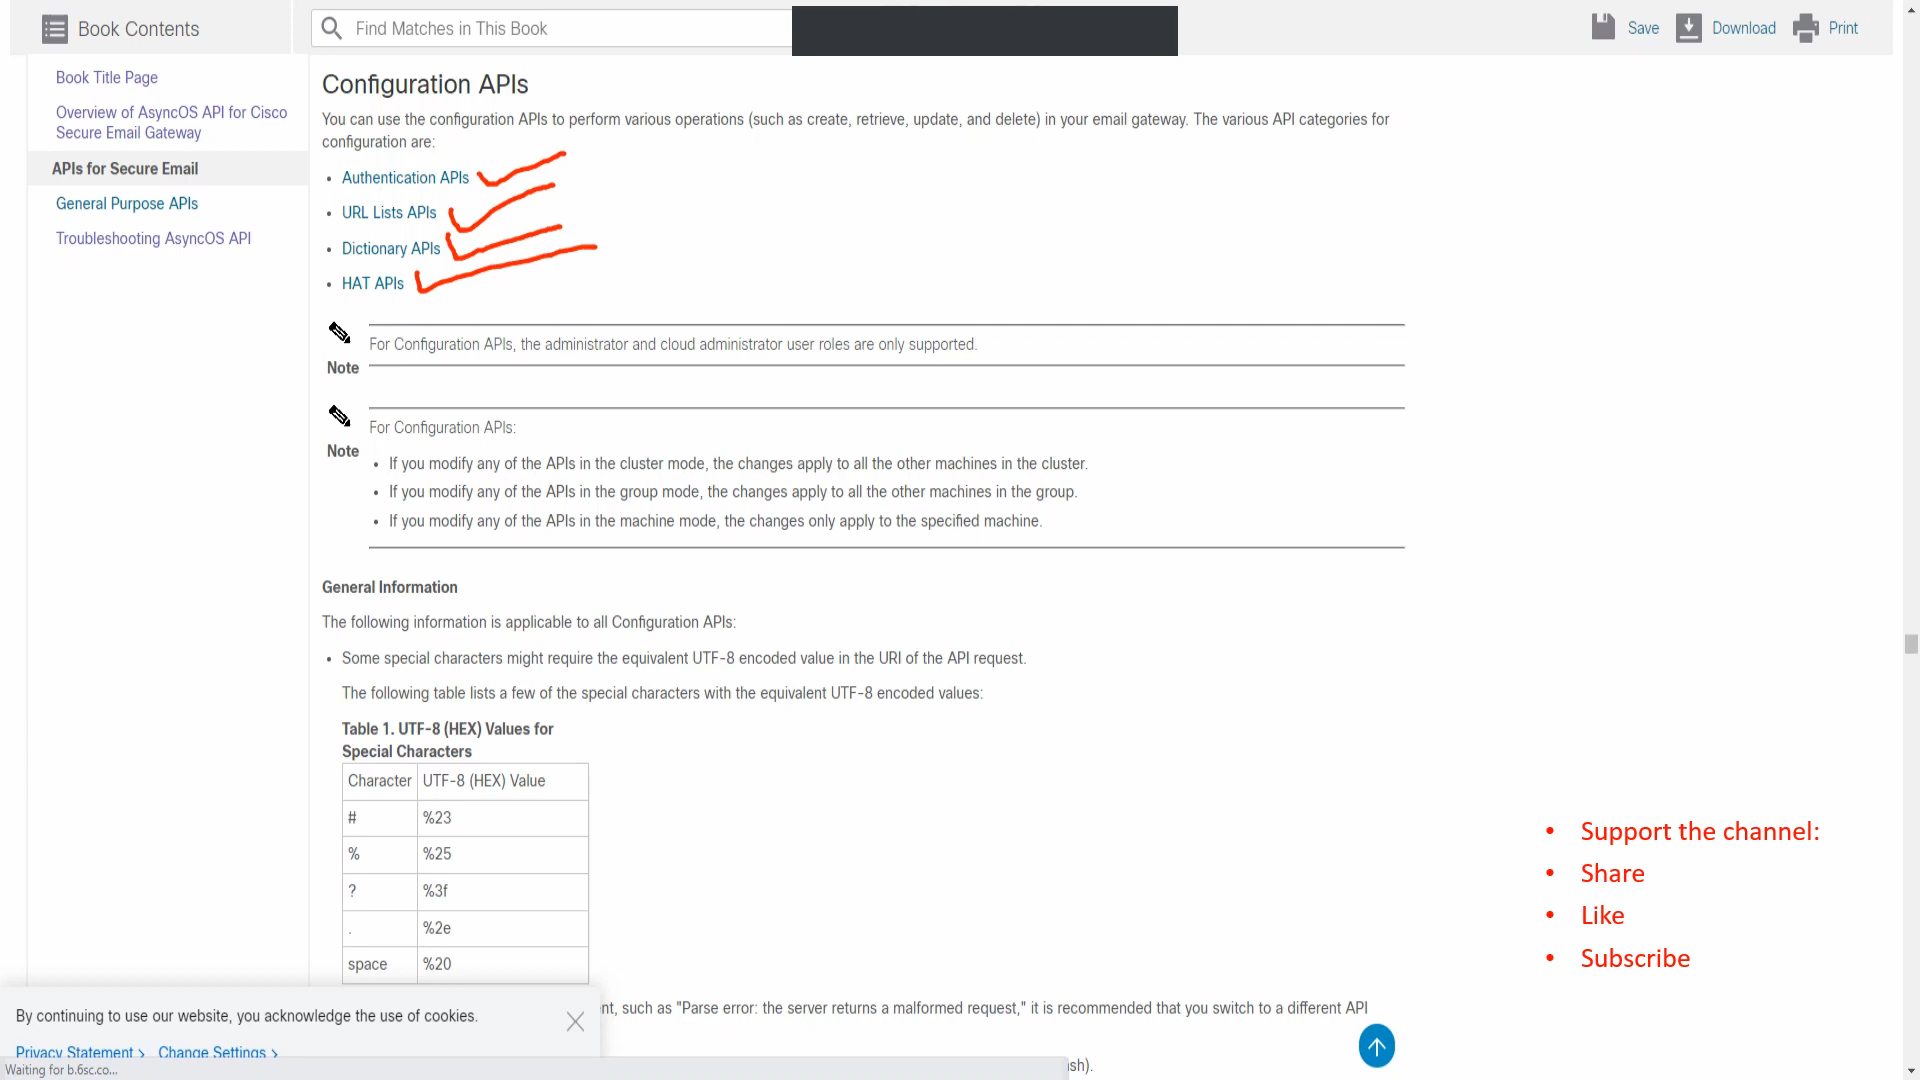 Book Contents
Find Matches in This Book
Save
Download
Print
Book Title Page
Overview of AsyncOS API for Cisco
Secure Email Gateway
APIs for Secure Email
General Purpose APIs
Troubleshooting AsyncOS API
Configuration APIs
You can use the configuration APIs to perform various operations (such as create, retrieve, update, and delete) in your email gateway. The various API categories for
configuration are:
• Authentication APIs
• URL Lists APIs
• Dictionary APIs
• HAT APIs
For Configuration APIs, the administrator and cloud administrator user roles are only supported.
Note
For Configuration APIs:
Note
• If you modify any of the APIs in the cluster mode, the changes apply to all the other machines in the cluster.
• If you modify any of the APIs in the group mode, the changes apply to all the other machines in the group.
• If you modify any of the APIs in the machine mode, the changes only apply to the specified machine.
General Information
The following information is applicable to all Configuration APIs:
• Some special characters might require the equivalent UTF-8 encoded value in the URI of the API request.
The following table lists a few of the special characters with the equivalent UTF-8 encoded values:
Table 1. UTF-8 (HEX) Values for
Special Characters
Character UTF-8 (HEX) Value
# %23
% %25
? %3f
. %2e
space %20
nt, such as "Parse error: the server returns a malformed request," it is recommended that you switch to a different API
sh).
By continuing to use our website, you acknowledge the use of cookies.
Privacy Statement > Change Settings >
Waiting for b.6sc.co...
• Support the channel:
• Share
• Like
• Subscribe